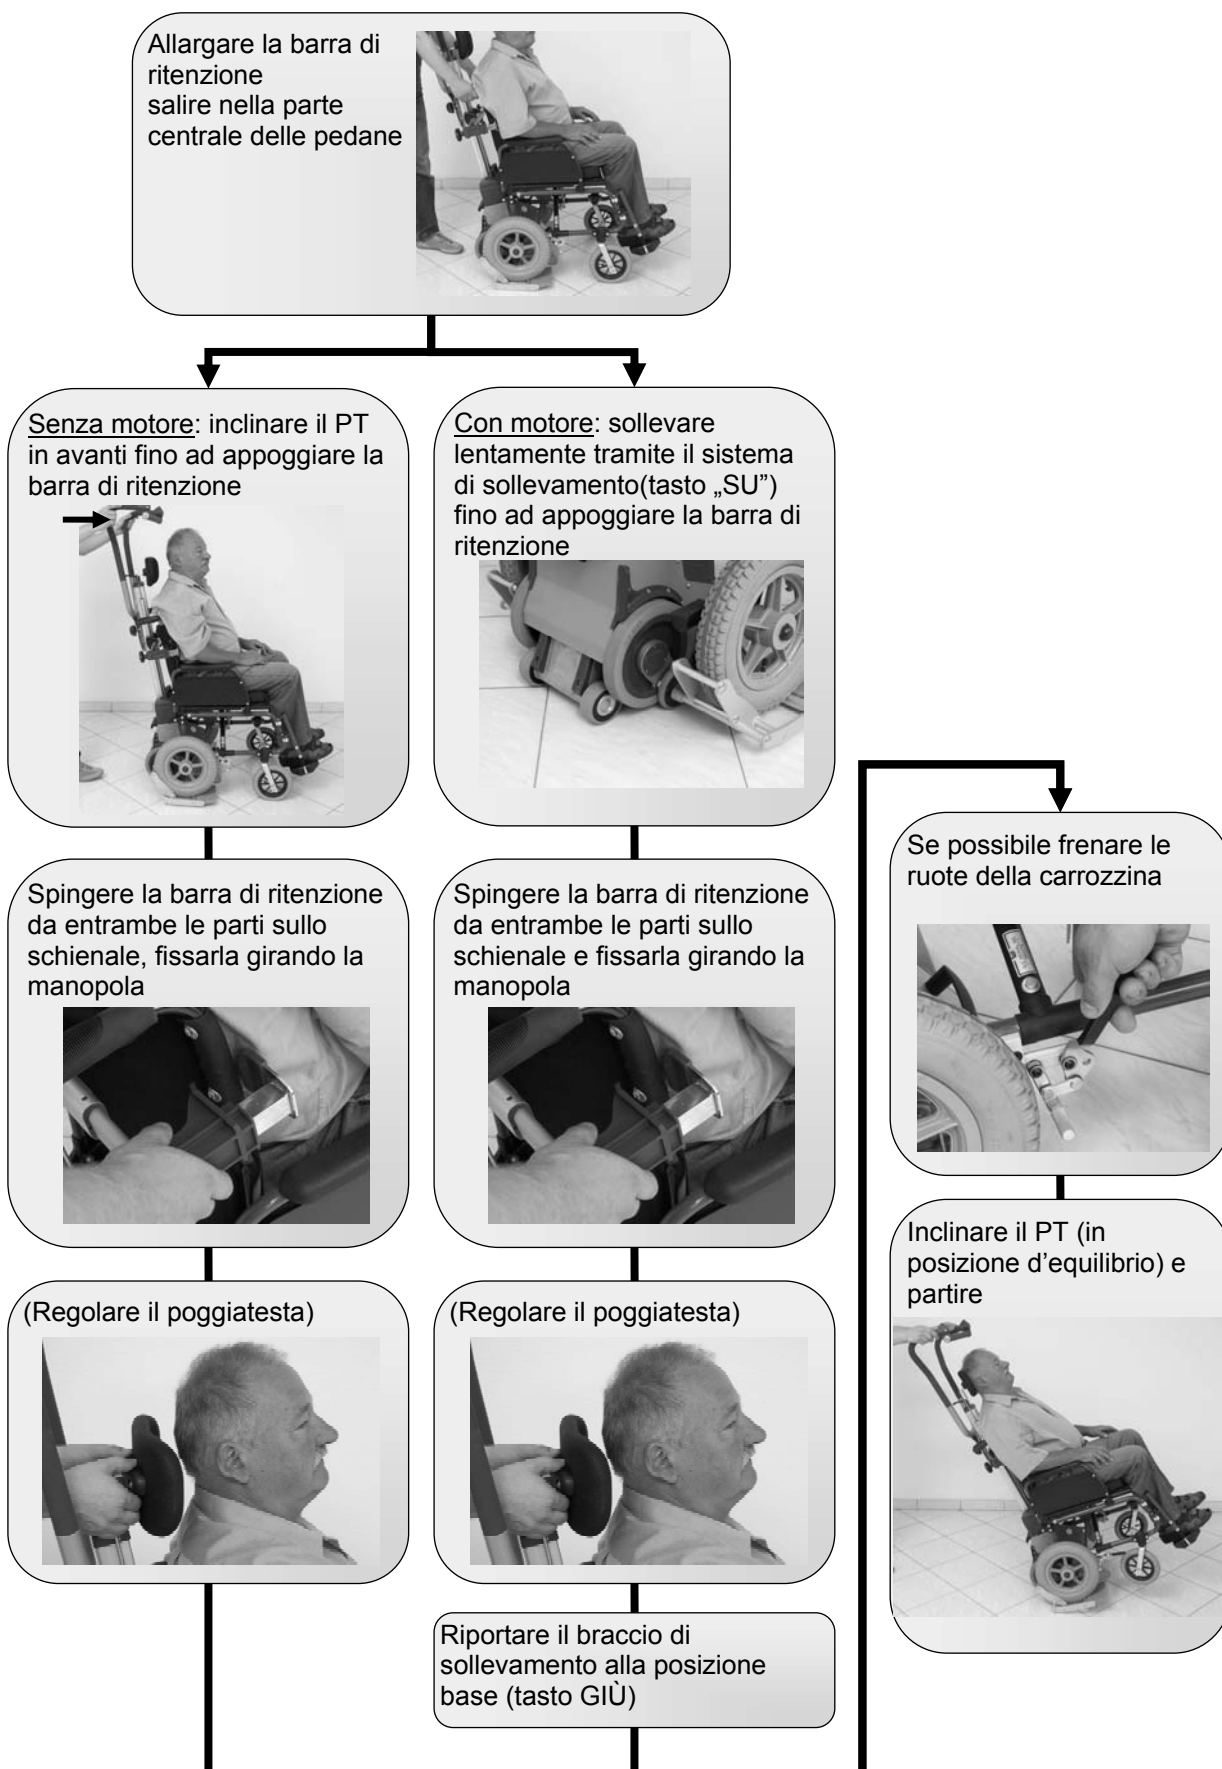 Allargare la barra di
ritenzione
salire nella parte
centrale delle pedane
Senza motore: inclinare il PT
in avanti fino ad appoggiare la
barra di ritenzione
Con motore: sollevare
lentamente tramite il sistema
di sollevamento(tasto „SU”)
fino ad appoggiare la barra di
ritenzione
Spingere la barra di ritenzione
da entrambe le parti sullo
schienale, fissarla girando la
manopola
Spingere la barra di ritenzione
da entrambe le parti sullo
schienale e fissarla girando la
manopola
(Regolare il poggiatesta)
(Regolare il poggiatesta)
Riportare il braccio di
sollevamento alla posizione
base (tasto GIÙ)
Se possibile frenare le
ruote della carrozzina
Inclinare il PT (in
posizione d’equilibrio) e
partire